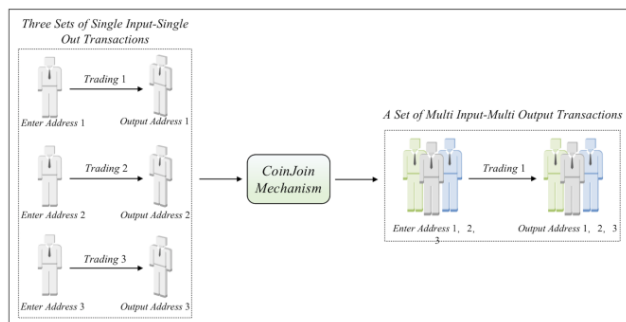 Three Sets of Single Input-Single
Out Transactions
Trading 1
Enter Address 1
Output Address 1
Trading 2
Enter Address 2
Output Address 2
Trading 3
Enter Address 3
Output Address 3
CoinJoin
Mechanism
A Set of Multi Input-Multi Output Transactions
Trading 1
Enter Address 1，2，
3
Output Address 1，2，3